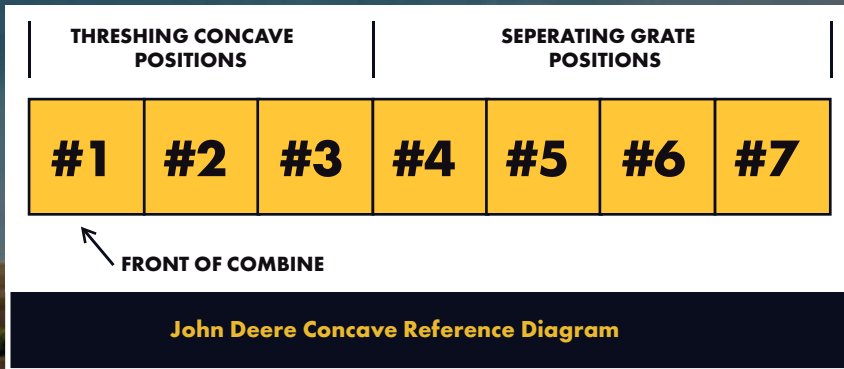 THRESHING CONCAVE
POSITIONS
SEPERATING GRATE
POSITIONS
#1 #2 #3 #4 #5 #6 #7
FRONT OF COMBINE
John Deere Concave Reference Diagram